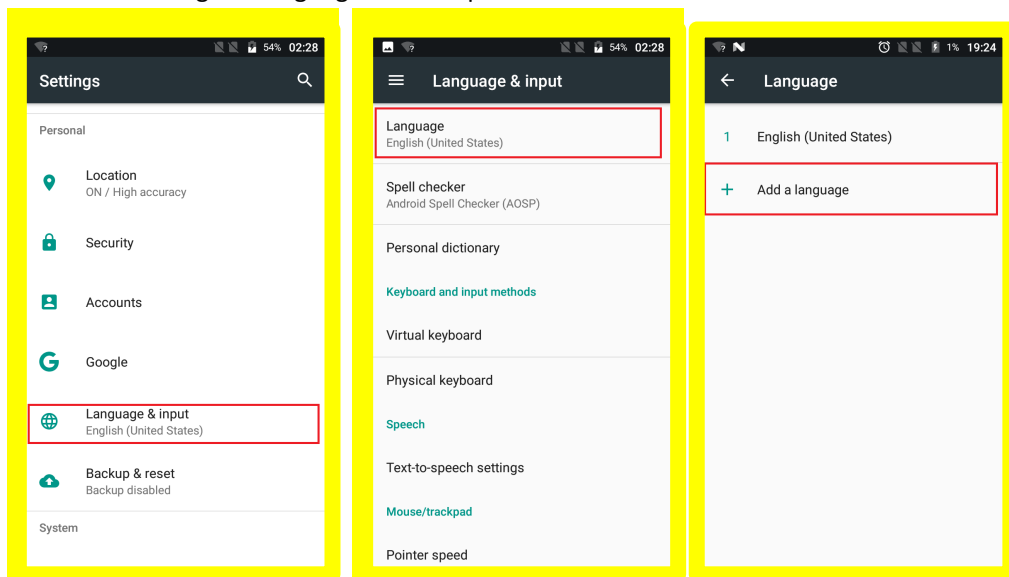 54% 02:28
Settings
Personal
Location
ON / High accuracy
Security
Accounts
Google
Language & input
English (United States)
Backup & reset
Backup disabled
System
54% 02:28
Language & input
Language
English (United States)
Spell checker
Android Spell Checker (AOSP)
Personal dictionary
Keyboard and input methods
Virtual keyboard
Physical keyboard
Speech
Text-to-speech settings
Mouse/trackpad
Pointer speed
1% 19:24
Language
1 English (United States)
+ Add a language